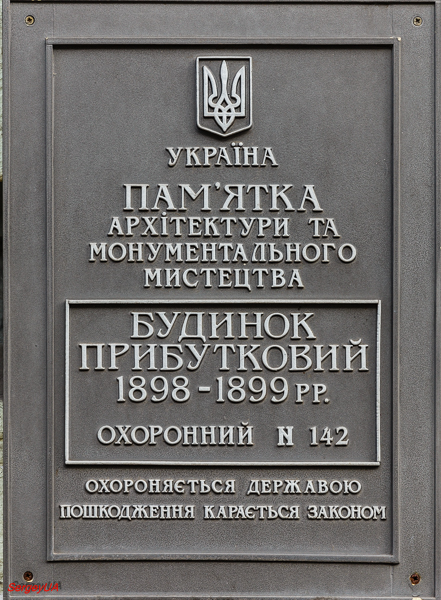 УКРАЇНА
ПАМ'ЯТКА
АРХІТЕКТУРИ ТА
МОНУМЕНТАЛЬНОГО
МИСТЕЦТВА
БУДИНОК
ПРИБУТКОВИЙ
1898-1899 РР.
ОХОРОННИЙ N 142
ОХОРОНЯЄТЬСЯ ДЕРЖАВОЮ
ПОШКОДЖЕННЯ КАРАЄТЬСЯ ЗАКОНОМ